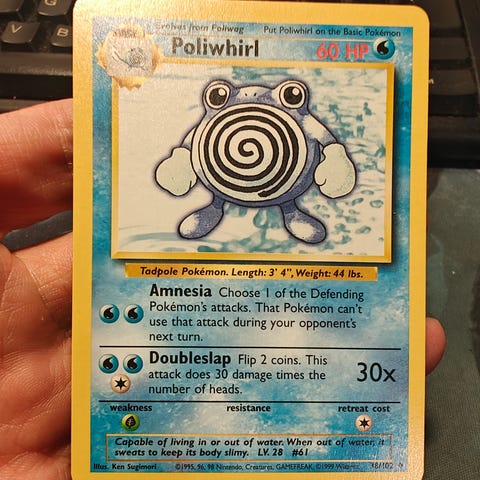 Evolves from Poliwag Put Poliwhirl on the Basic Pokémon
Poliwhirl 60 HP
Tadpole Pokémon. Length: 3' 4", Weight: 44 lbs.
Amnesia Choose 1 of the Defending
Pokémon's attacks. That Pokémon can't
use that attack during your opponent's
next turn.
Doubleslap Flip 2 coins. This
attack does 30 damage times the
number of heads.
30x
weakness resistance retreat cost
Capable of living in or out of water. When out of water, it
sweats to keep its body slimy. LV. 28 #61
Illus. Ken Sugimori ©1995, 96, 98 Nintendo, Creatures, GAMEFREAK. ©1999 38/102